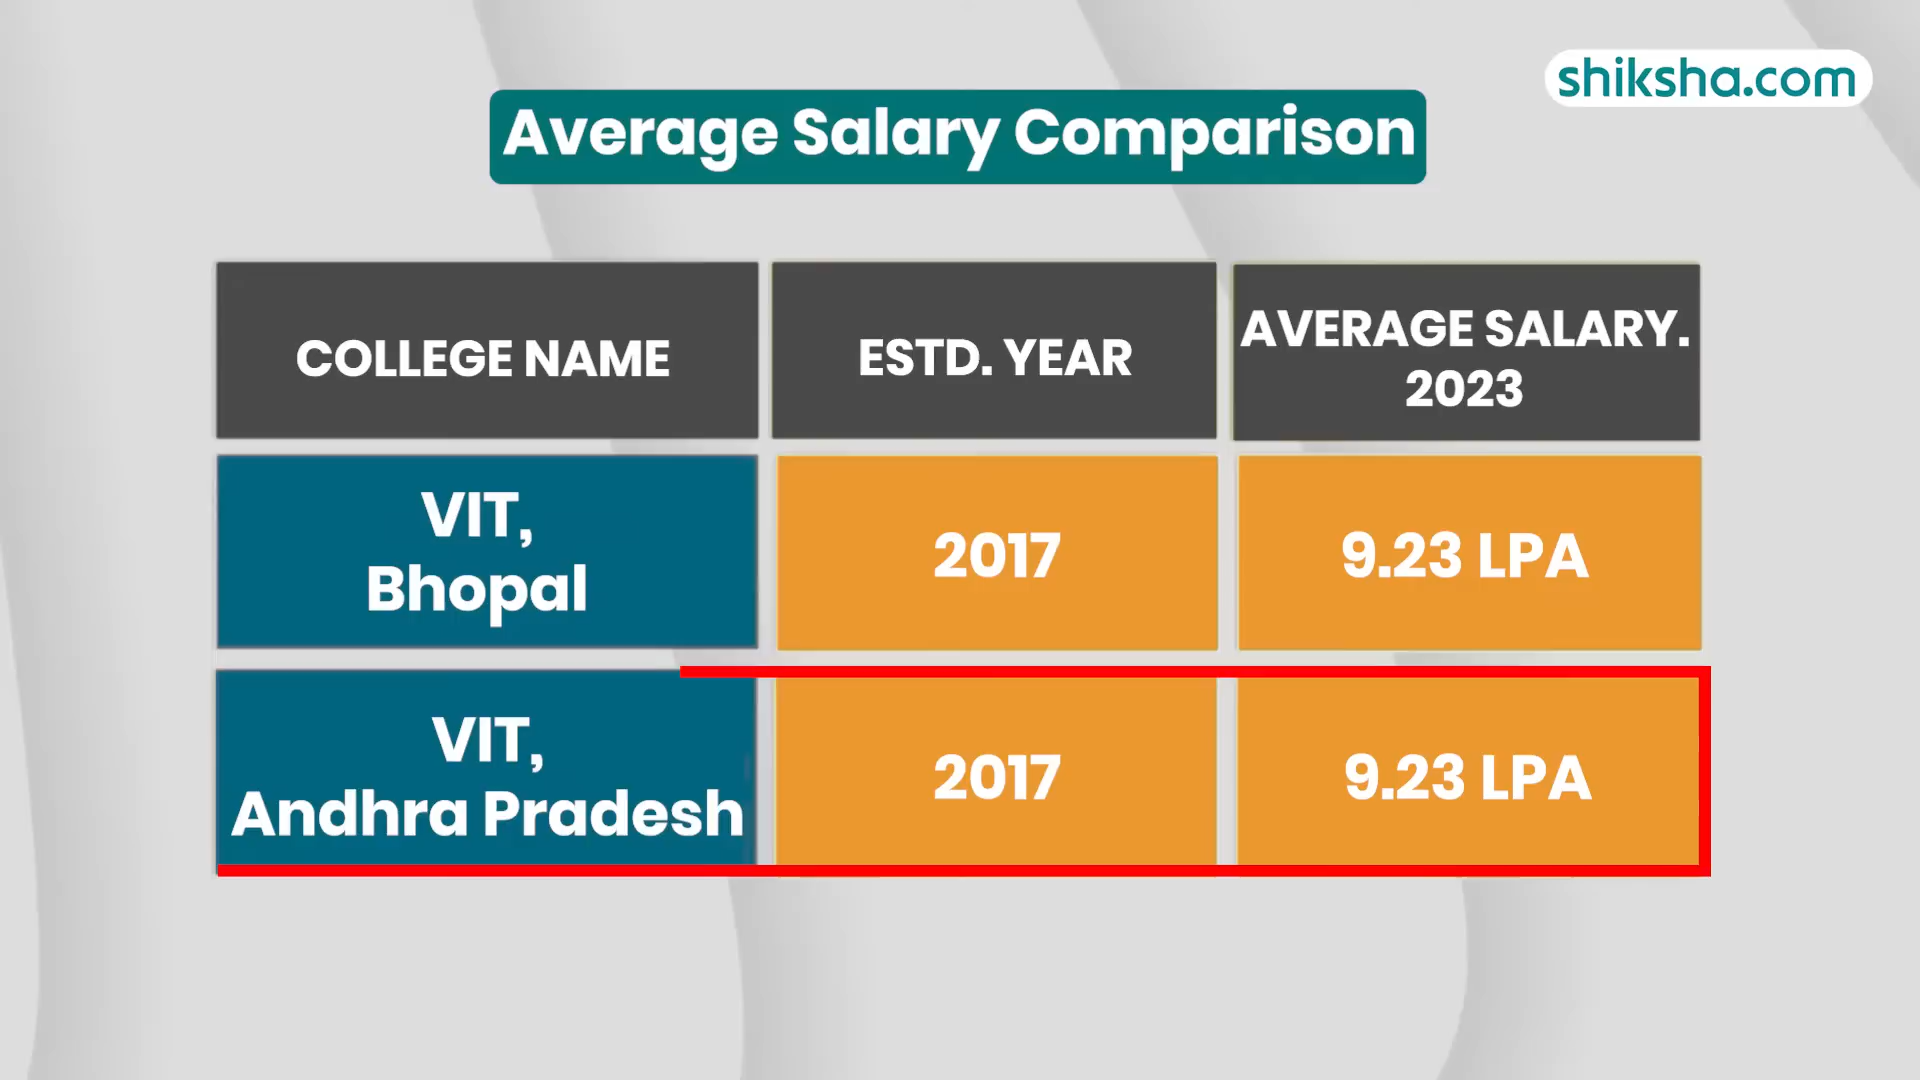 shiksha.com
Average Salary Comparison
COLLEGE NAME
ESTD. YEAR
AVERAGE SALARY.
2023
VIT,
Bhopal
2017
9.23 LPA
VIT,
Andhra Pradesh
2017
9.23 LPA